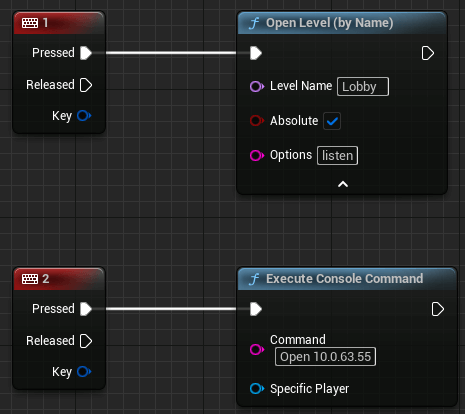 1
Pressed
Released
Key
Open Level (by Name)
Level Name Lobby
Absolute
Options listen
2
Pressed
Released
Key
Execute Console Command
Command
Open 10.0.63.55
Specific Player